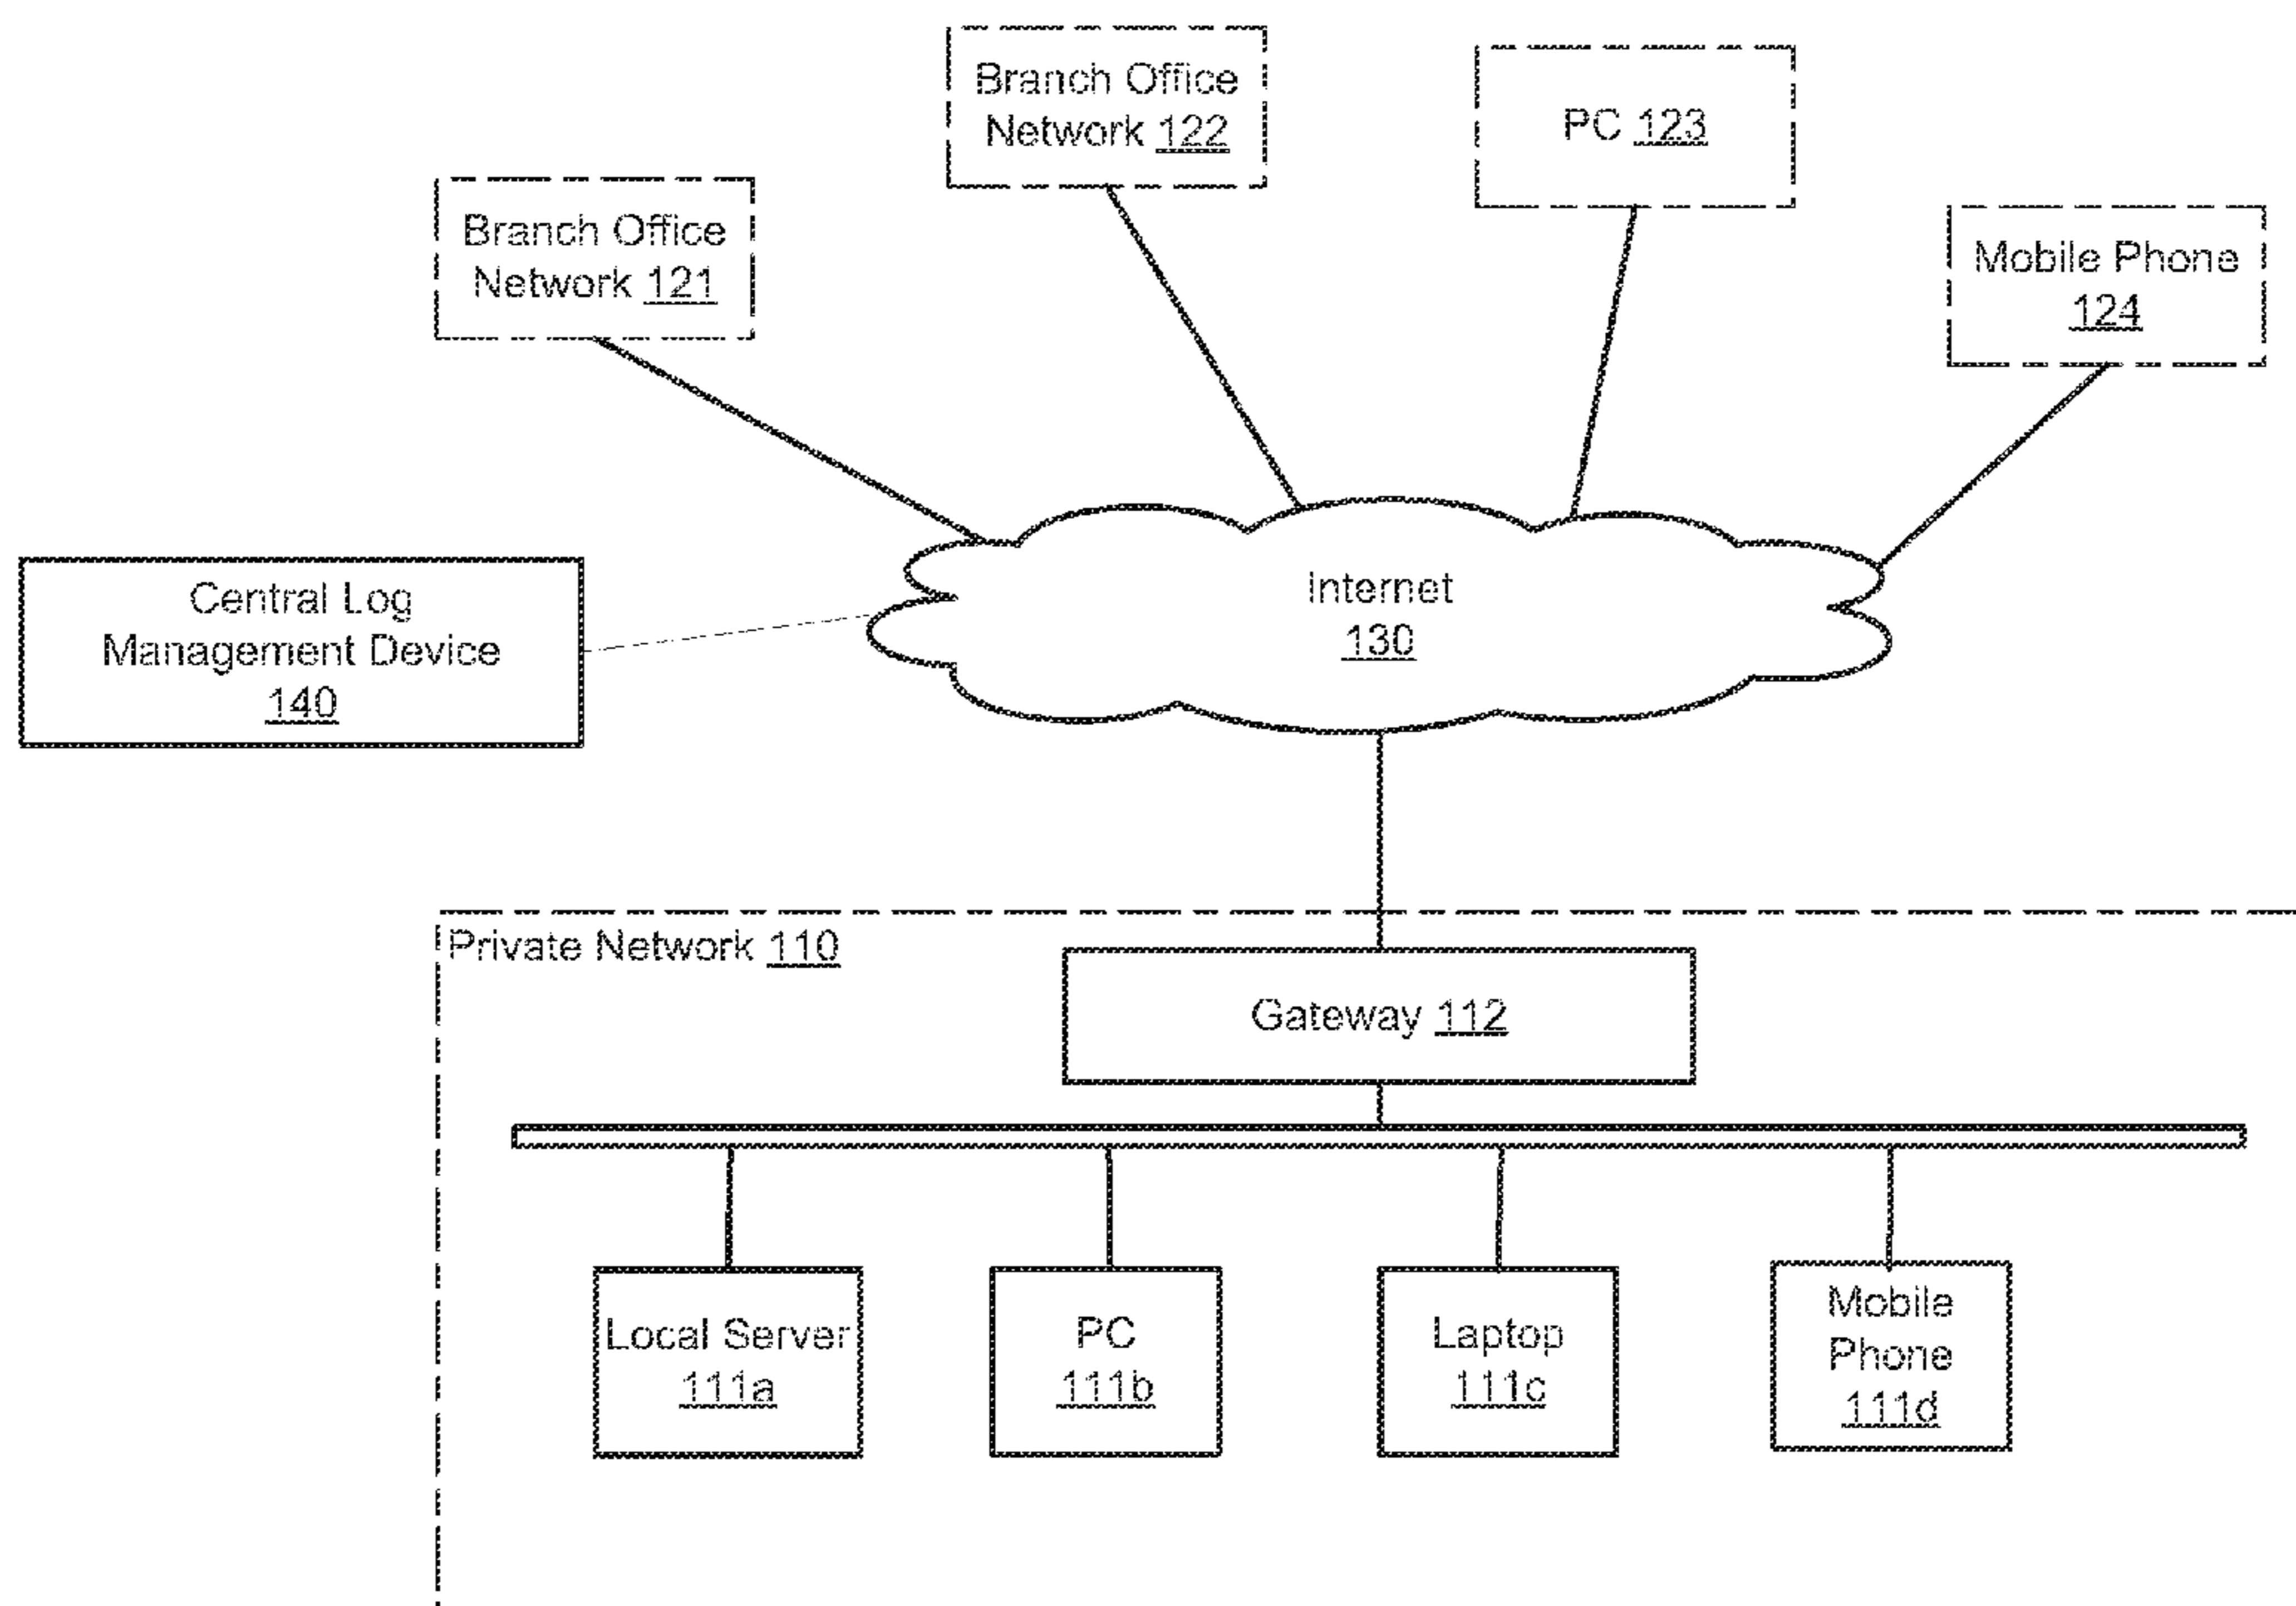 Branch Office
Network 122
PC 123
Branch Office
Network 121
Mobile Phone
124
Central Log
Management Device
140
Internet
130
Private Network 110
Gateway 112
Local Server
111a
PC
111b
Laptop
111c
Mobile
Phone
111d